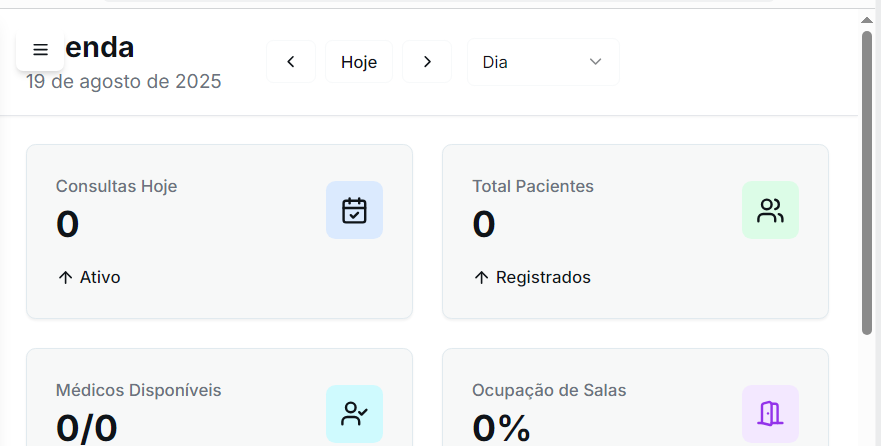 enda
19 de agosto de 2025
Hoje
Dia
Consultas Hoje
0
Ativo
Total Pacientes
0
Registrados
Médicos Disponíveis
0/0
Ocupação de Salas
0%